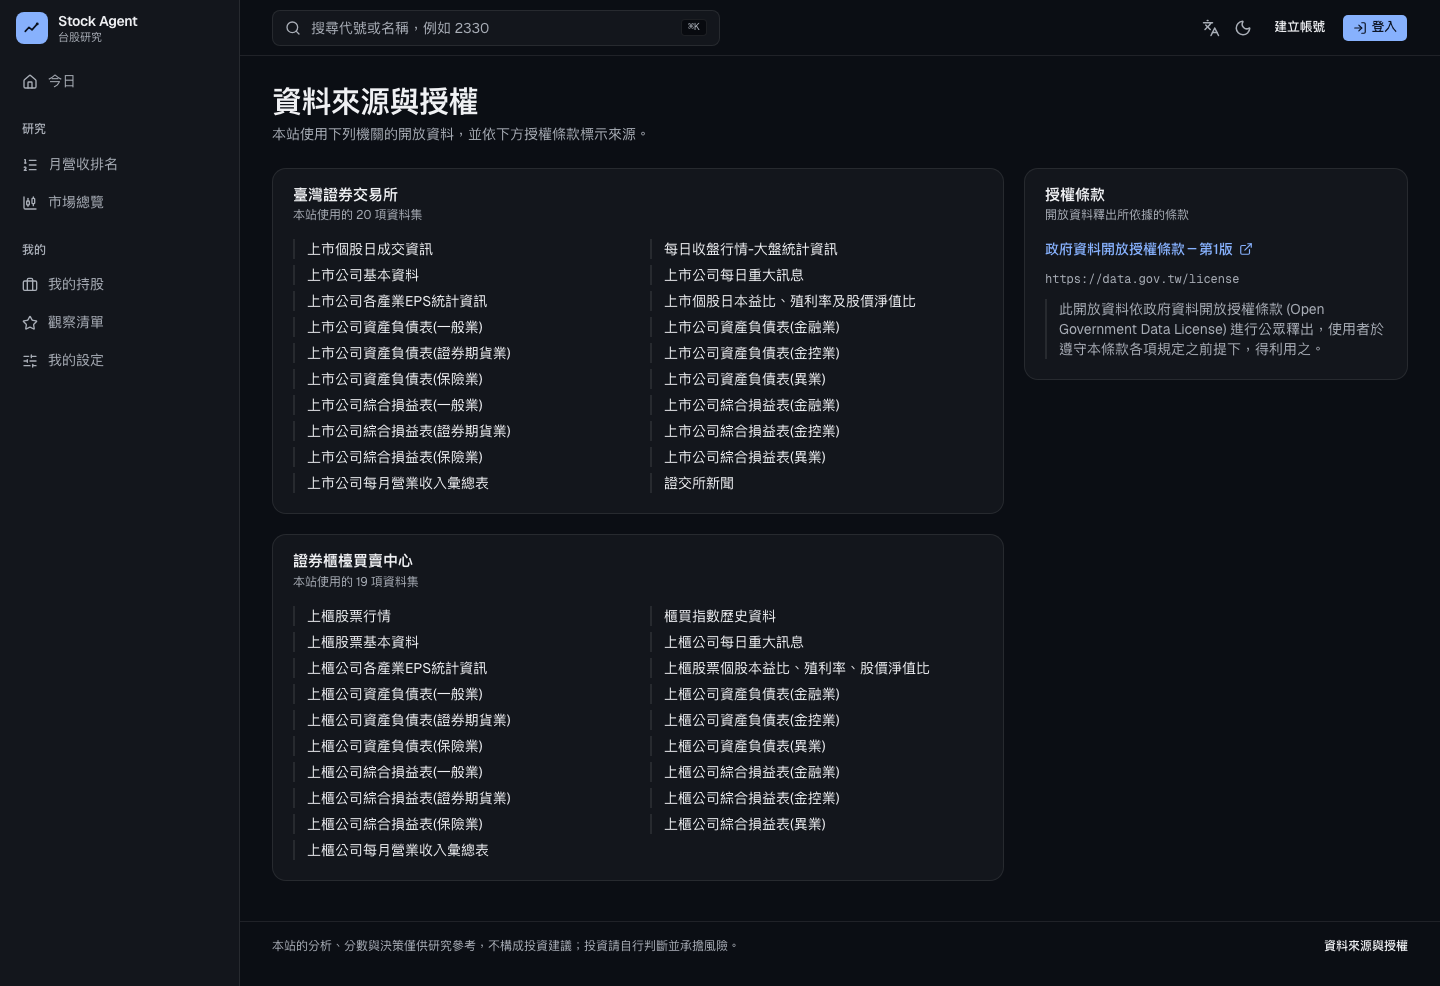 Stock Agent
台股研究
今日
研究
月營收排名
市場總覽
我的
我的持股
觀察清單
我的設定
搜尋代號或名稱，例如 2330
⌘K
建立帳號
登入
資料來源與授權
本站使用下列機關的開放資料，並依下方授權條款標示來源。
臺灣證券交易所
本站使用的 20 項資料集
上市個股日成交資訊
每日收盤行情-大盤統計資訊
上市公司基本資料
上市公司每日重大訊息
上市公司各產業EPS統計資訊
上市個股日本益比、殖利率及股價淨值比
上市公司資產負債表(一般業)
上市公司資產負債表(金融業)
上市公司資產負債表(證券期貨業)
上市公司資產負債表(金控業)
上市公司資產負債表(保險業)
上市公司資產負債表(異業)
上市公司綜合損益表(一般業)
上市公司綜合損益表(金融業)
上市公司綜合損益表(證券期貨業)
上市公司綜合損益表(金控業)
上市公司綜合損益表(保險業)
上市公司綜合損益表(異業)
上市公司每月營業收入彙總表
證交所新聞
證券櫃檯買賣中心
本站使用的 19 項資料集
上櫃股票行情
櫃買指數歷史資料
上櫃股票基本資料
上櫃公司每日重大訊息
上櫃公司各產業EPS統計資訊
上櫃股票個股本益比、殖利率、股價淨值比
上櫃公司資產負債表(一般業)
上櫃公司資產負債表(金融業)
上櫃公司資產負債表(證券期貨業)
上櫃公司資產負債表(金控業)
上櫃公司資產負債表(保險業)
上櫃公司資產負債表(異業)
上櫃公司綜合損益表(一般業)
上櫃公司綜合損益表(金融業)
上櫃公司綜合損益表(證券期貨業)
上櫃公司綜合損益表(金控業)
上櫃公司綜合損益表(保險業)
上櫃公司綜合損益表(異業)
上櫃公司每月營業收入彙總表
授權條款
開放資料釋出所依據的條款
政府資料開放授權條款－第1版
https://data.gov.tw/license
此開放資料依政府資料開放授權條款 (Open
Government Data License) 進行公眾釋出，使用者於
遵守本條款各項規定之前提下，得利用之。
本站的分析、分數與決策僅供研究參考，不構成投資建議；投資請自行判斷並承擔風險。
資料來源與授權